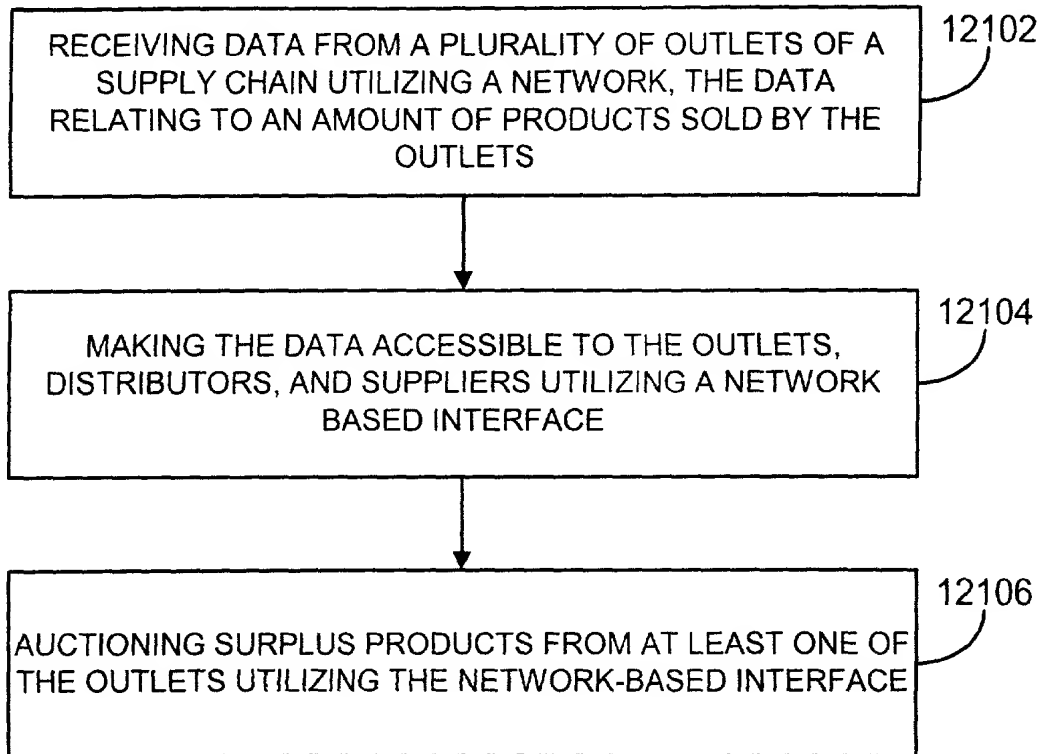 RECEIVING DATA FROM A PLURALITY OF OUTLETS OF A
SUPPLY CHAIN UTILIZING A NETWORK, THE DATA
RELATING TO AN AMOUNT OF PRODUCTS SOLD BY THE
OUTLETS
12102
MAKING THE DATA ACCESSIBLE TO THE OUTLETS,
DISTRIBUTORS, AND SUPPLIERS UTILIZING A NETWORK
BASED INTERFACE
12104
AUCTIONING SURPLUS PRODUCTS FROM AT LEAST ONE OF
THE OUTLETS UTILIZING THE NETWORK-BASED INTERFACE
12106